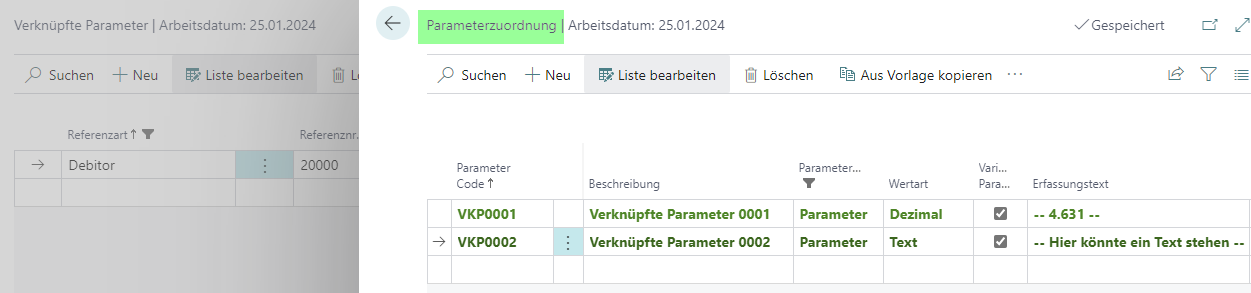 Verknüpfte Parameter | Arbeitsdatum: 25.01.2024
Suchen Neu Liste bearbeiten Lö
Referenzart Referenznr.
Debitor 20000
Parameterzuordnung | Arbeitsdatum: 25.01.2024 Gespeichert
Suchen Neu Liste bearbeiten Löschen Aus Vorlage kopieren ···
Parameter Parameter... Vari...
Code Beschreibung Wertart Para... Erfassungstext
VKP0001 Verknüpfte Parameter 0001 Parameter Dezimal -- 4.631 --
VKP0002 Verknüpfte Parameter 0002 Parameter Text -- Hier könnte ein Text stehen --